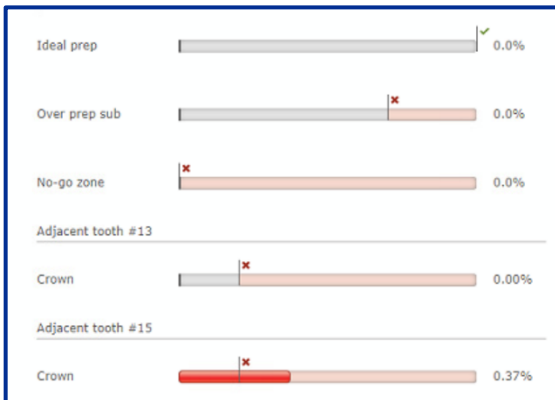 Ideal prep 0.0%
Over prep sub 0.0%
No-go zone 0.0%
Adjacent tooth #13
Crown 0.00%
Adjacent tooth #15
Crown 0.37%